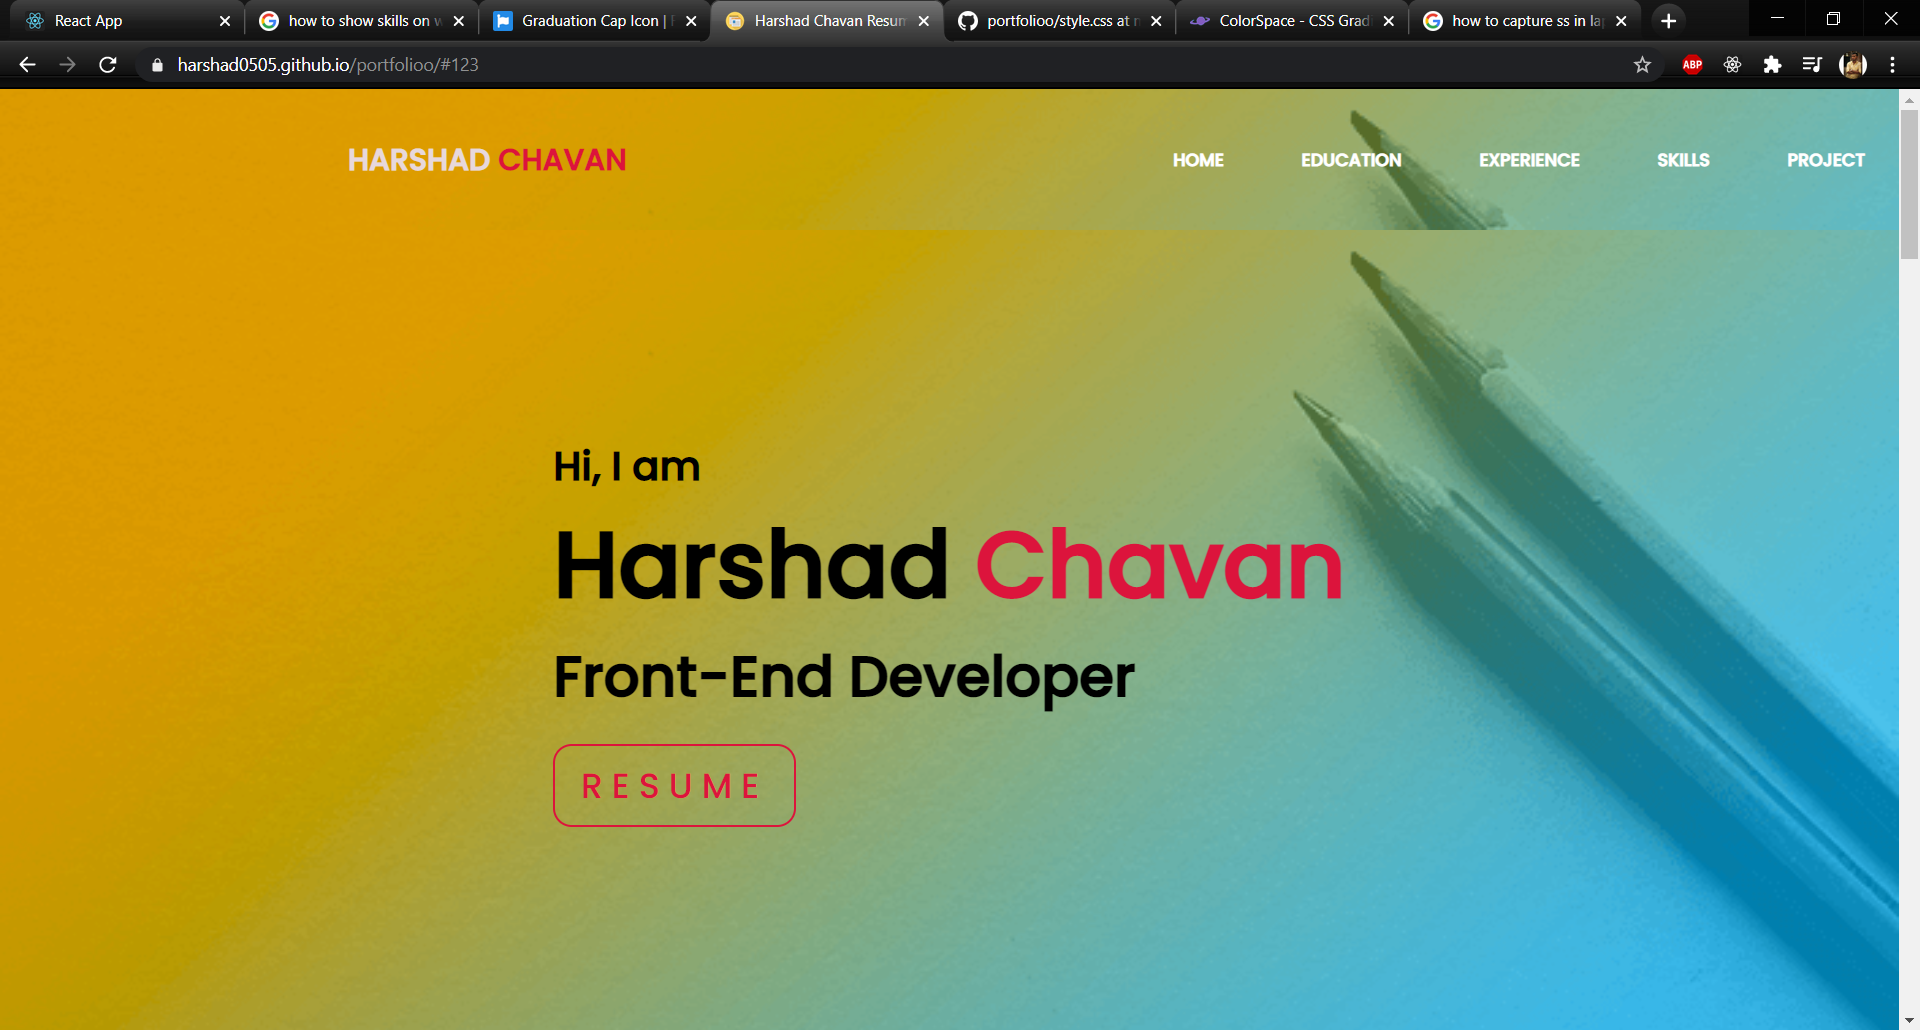 React App
how to show skills on w
Graduation Cap Icon |
Harshad Chavan Resum
portfolioo/style.css at
ColorSpace - CSS Grad
how to capture ss in la
harshad0505.github.io/portfolioo/#123
ABP
HARSHAD CHAVAN
HOME
EDUCATION
EXPERIENCE
SKILLS
PROJECT
Hi, I am
Harshad Chavan
Front-End Developer
RESUME